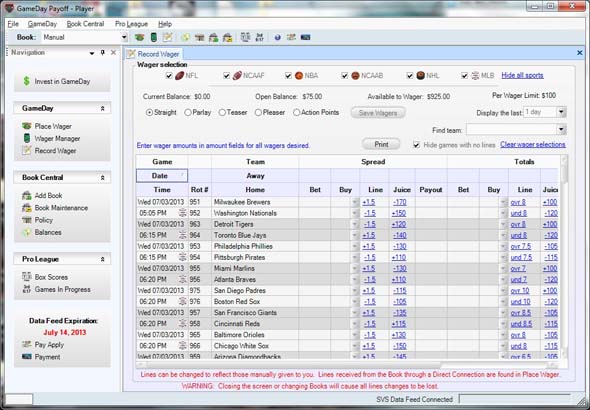 GameDay Payoff - Player
File GameDay Book Central Pro League Help
Book: Manual
Navigation
Invest in GameDay
GameDay
Place Wager
Wager Manager
Record Wager
Book Central
Add Book
Book Maintenance
Policy
Balances
Pro League
Box Scores
Games In Progress
Data Feed Expiration:
July 14, 2013
Pay Apply
Payment
Record Wager
Wager selection
NFL NCAAF NBA NCAAB NHL MLB Hide all sports
Current Balance: $0.00 Open Balance: $75.00 Available to Wager: $925.00 Per Wager Limit: $100
Straight Parlay Teaser Pleaser Action Points Save Wagers Display the last: 1 day
Find team:
Enter wager amounts in amount fields for all wagers desired. Print Hide games with no lines Clear wager selections
Game Team Spread Totals
Date Away
Time Rot # Home Bet Buy Line Juice Payout Bet Buy Line Juice
Wed 07/03/2013 951 Milwaukee Brewers +1.5 -170 ovr 8 +100
05:05 PM 952 Washington Nationals -1.5 +150 und 8 -120
Wed 07/03/2013 963 Detroit Tigers -1.5 +120 ovr 8 +100
06:15 PM 964 Toronto Blue Jays +1.5 -140 und 8 -120
Wed 07/03/2013 953 Philadelphia Phillies +1.5 -130 ovr 7.5 -105
06:15 PM 954 Pittsburgh Pirates -1.5 +110 und 7.5 -115
Wed 07/03/2013 955 Miami Marlins +1.5 -130 ovr 7 +100
06:20 PM 956 Atlanta Braves -1.5 +110 und 7 -120
Wed 07/03/2013 975 San Diego Padres +1.5 -115 ovr 10 +100
06:20 PM 976 Boston Red Sox -1.5 -105 und 10 -120
Wed 07/03/2013 957 San Francisco Giants +1.5 -135 ovr 8.5 -105
06:20 PM 958 Cincinnati Reds -1.5 +115 und 8.5 -115
Wed 07/03/2013 965 Baltimore Orioles -1.5 +130 ovr 8 -110
06:20 PM 966 Chicago White Sox +1.5 -150 und 8 -110
Wed 07/03/2013 959 Arizona Diamondbacks +1.5 -145 ovr 6.5 -105
Lines can be changed to reflect those manually given to you. Lines received from the Book through a Direct Connection are found in Place Wager.
WARNING: Closing the screen or changing Books will cause all lines changes to be lost.
SVS Data Feed Connected